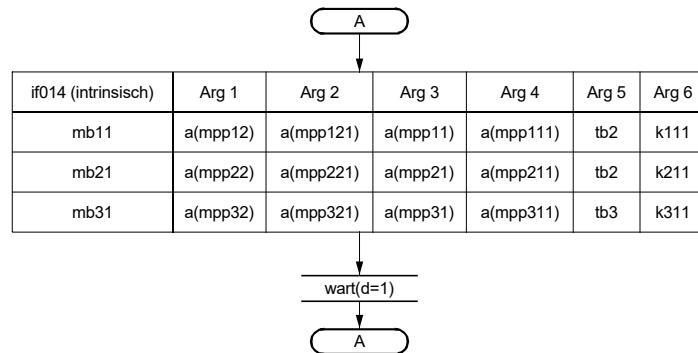 A
if014 (intrinsisch) Arg 1 Arg 2 Arg 3 Arg 4 Arg 5 Arg 6
mb11 a(mpp12) a(mpp121) a(mpp11) a(mpp111) tb2 k111
mb21 a(mpp22) a(mpp221) a(mpp21) a(mpp211) tb2 k211
mb31 a(mpp32) a(mpp321) a(mpp31) a(mpp311) tb3 k311
wart(d=1)
A